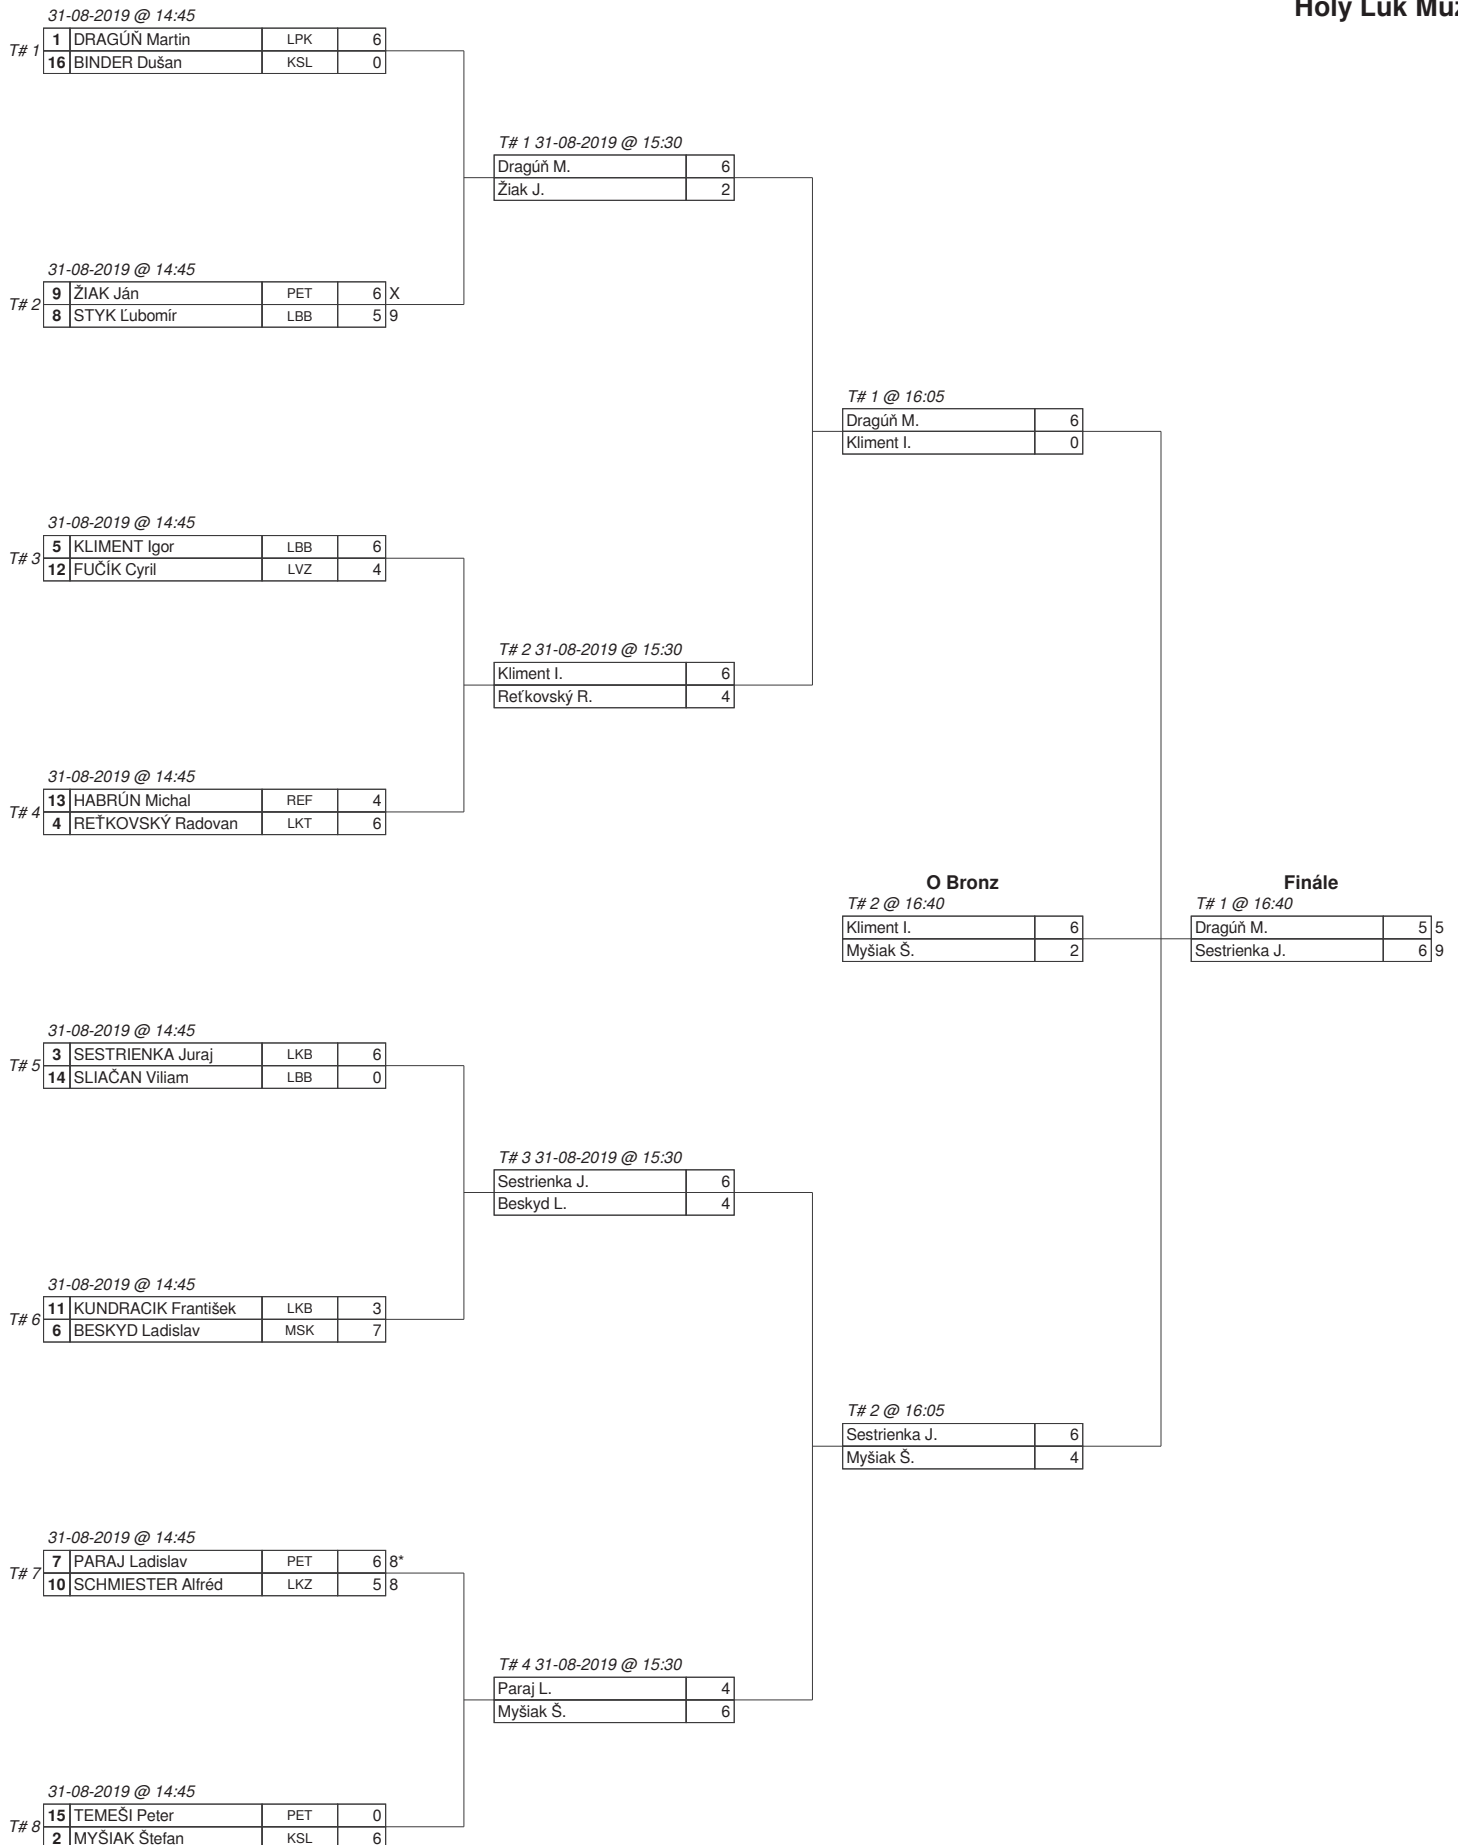 Holý Luk Muž
31-08-2019 @ 14:45
T# 1
1 DRAGÚŇ Martin LPK 6
16 BINDER Dušan KSL 0
T# 1 31-08-2019 @ 15:30
Dragúň M. 6
Žiak J. 2
31-08-2019 @ 14:45
T# 2
9 ŽIAK Ján PET 6 X
8 STYK Ľubomír LBB 5 9
T# 1 @ 16:05
Dragúň M. 6
Kliment I. 0
31-08-2019 @ 14:45
T# 3
5 KLIMENT Igor LBB 6
12 FUČÍK Cyril LVZ 4
T# 2 31-08-2019 @ 15:30
Kliment I. 6
Reťkovský R. 4
31-08-2019 @ 14:45
T# 4
13 HABRÚN Michal REF 4
4 REŤKOVSKÝ Radovan LKT 6
O Bronz
T# 2 @ 16:40
Kliment I. 6
Myšiak Š. 2
Finále
T# 1 @ 16:40
Dragúň M. 5 5
Sestrienka J. 6 9
31-08-2019 @ 14:45
T# 5
3 SESTRIENKA Juraj LKB 6
14 SLIAČAN Viliam LBB 0
T# 3 31-08-2019 @ 15:30
Sestrienka J. 6
Beskyd L. 4
31-08-2019 @ 14:45
T# 6
11 KUNDRACIK František LKB 3
6 BESKYD Ladislav MSK 7
T# 2 @ 16:05
Sestrienka J. 6
Myšiak Š. 4
31-08-2019 @ 14:45
T# 7
7 PARAJ Ladislav PET 6 8*
10 SCHMIESTER Alfréd LKZ 5 8
T# 4 31-08-2019 @ 15:30
Paraj L. 4
Myšiak Š. 6
31-08-2019 @ 14:45
T# 8
15 TEMEŠI Peter PET 0
2 MYŠIAK Štefan KSL 6